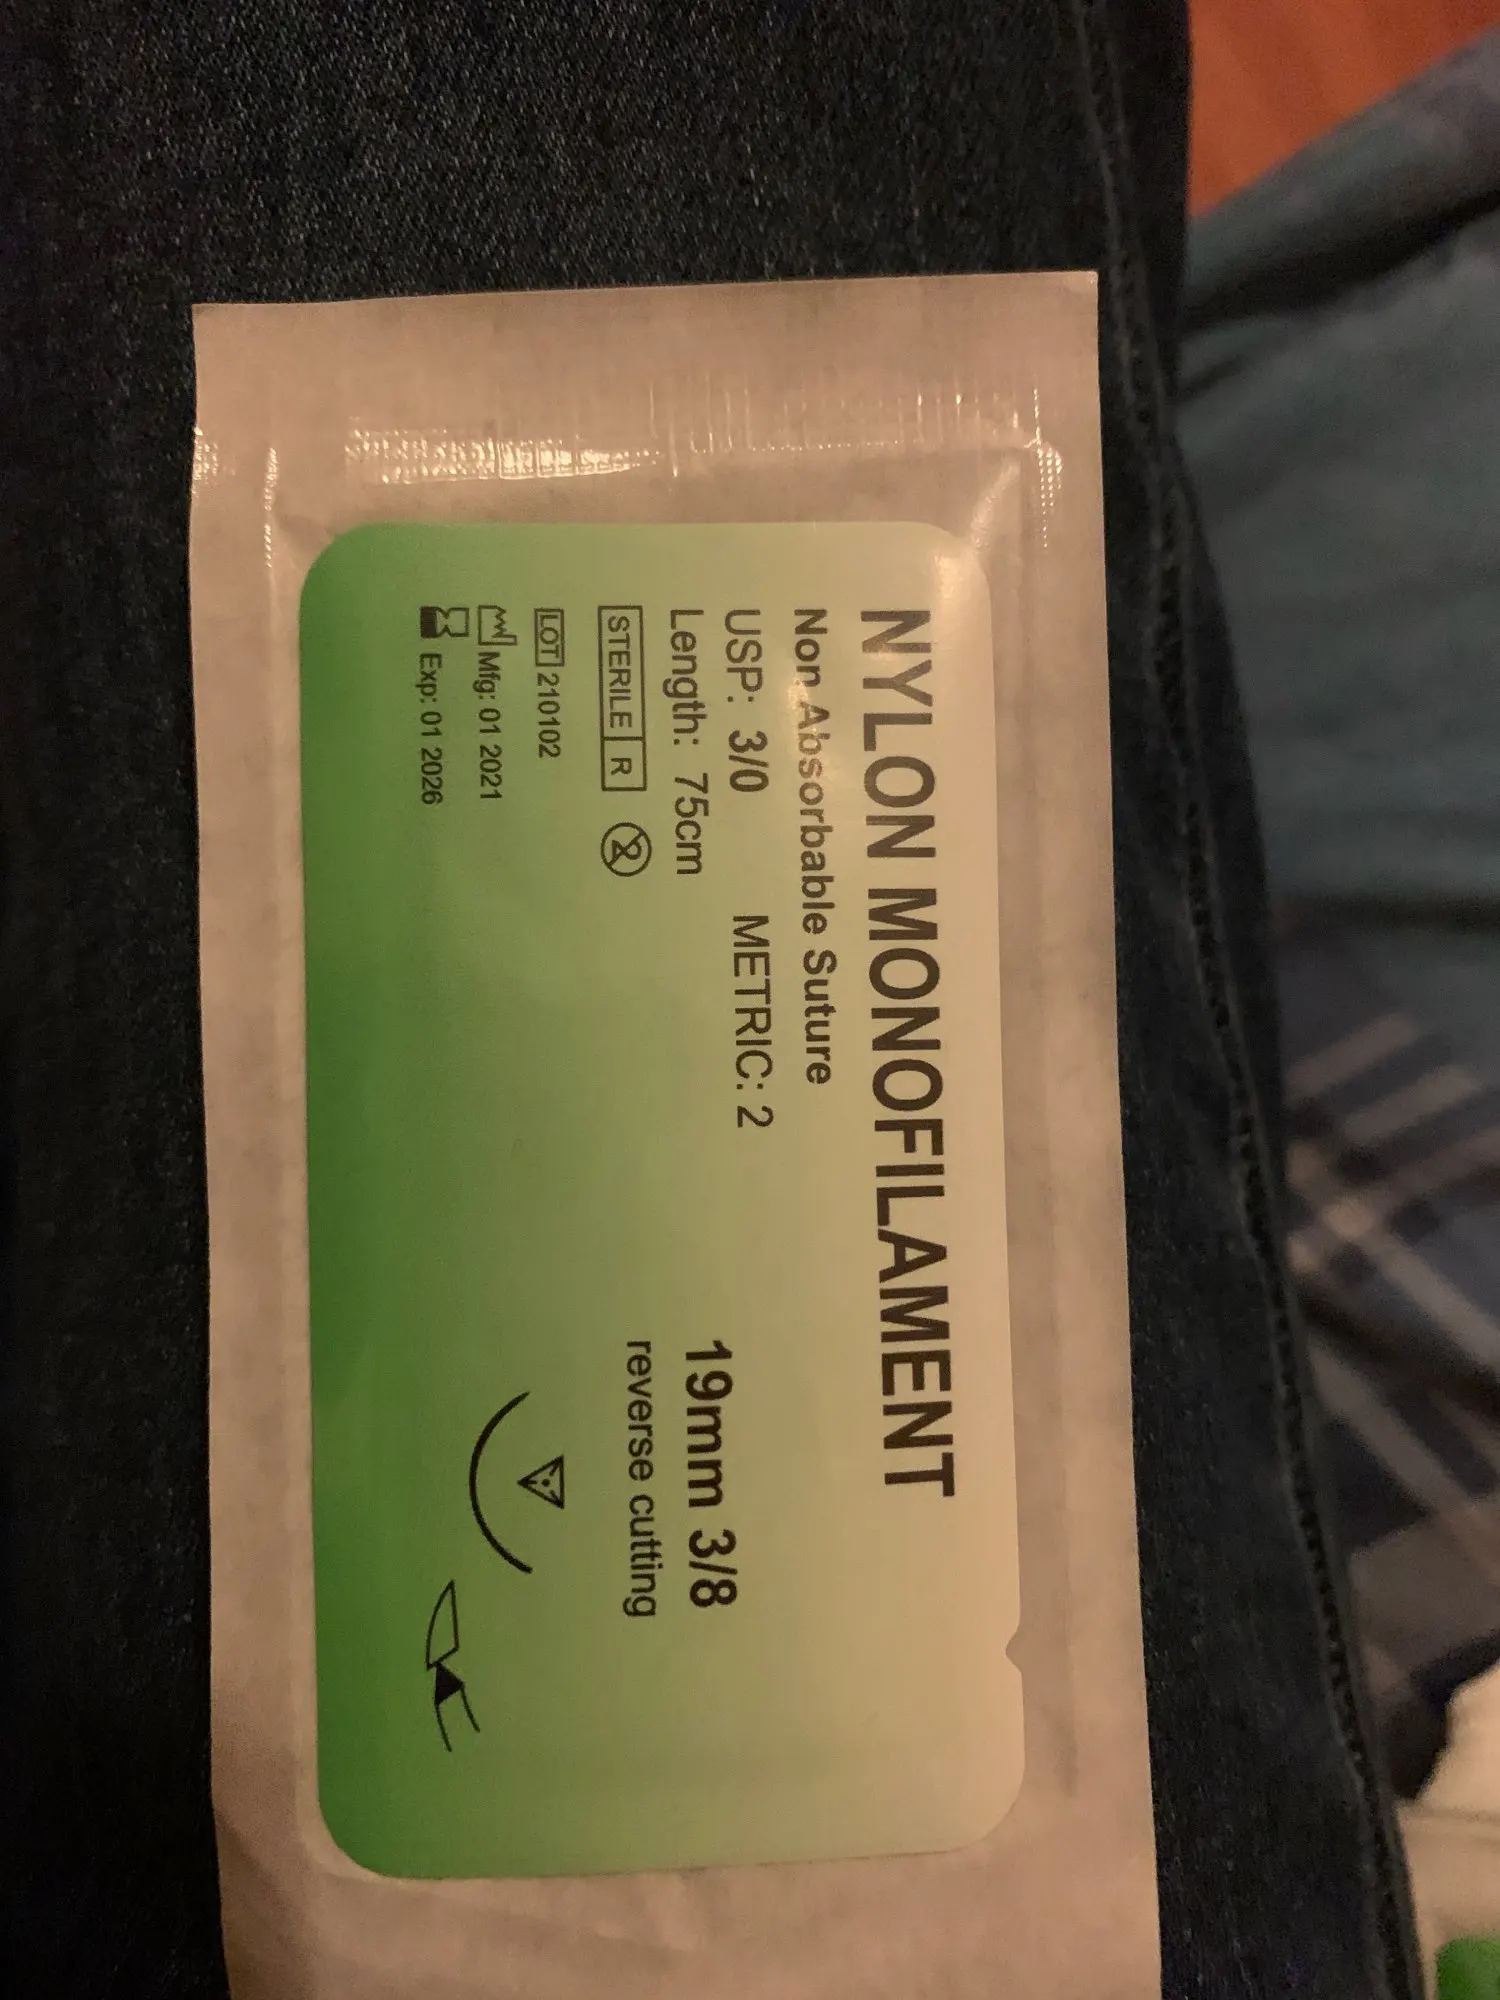 NYLON MONOFILAMENT
Non Absorbable Suture
USP: 3/0 METRIC: 2
Length: 75cm
19mm 3/8
reverse cutting
STERILE R
2
LOT 210102
Mfg: 01 2021
Exp: 01 2026